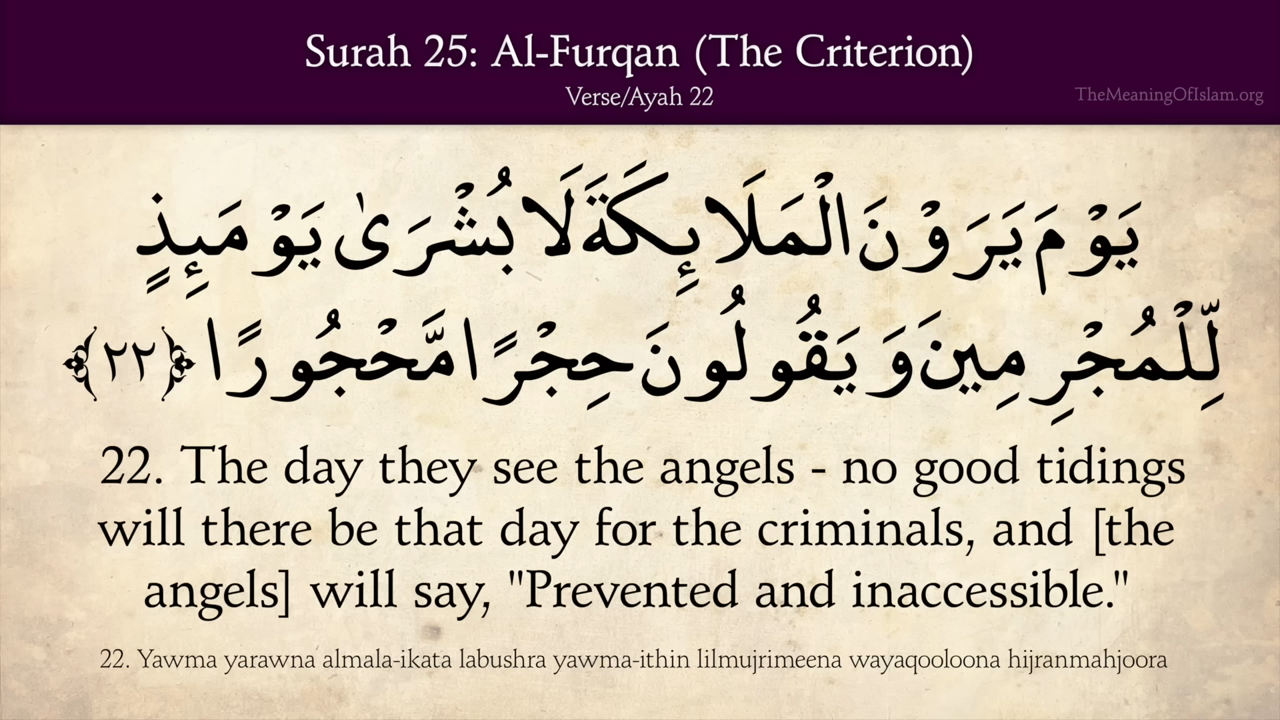 Surah 25: Al-Furqan (The Criterion)
Verse/Ayah 22
TheMeaningOfIslam.org
يَوْمَ يَرَوْنَ الْمَلَايِٕكَةَ لَا بُشْرَىٰ يَوْمَىِٕذٍ
لِّلْمُجْرِمِينَ وَيَقُولُونَ حِجْرًا مَّحْجُورًا ﴿٢٢﴾
22. The day they see the angels - no good tidings
will there be that day for the criminals, and [the
angels] will say, "Prevented and inaccessible."
22. Yawma yarawna almala-ikata labushra yawma-ithin lilmujrimeena wayaqooloona hijranmahjoora